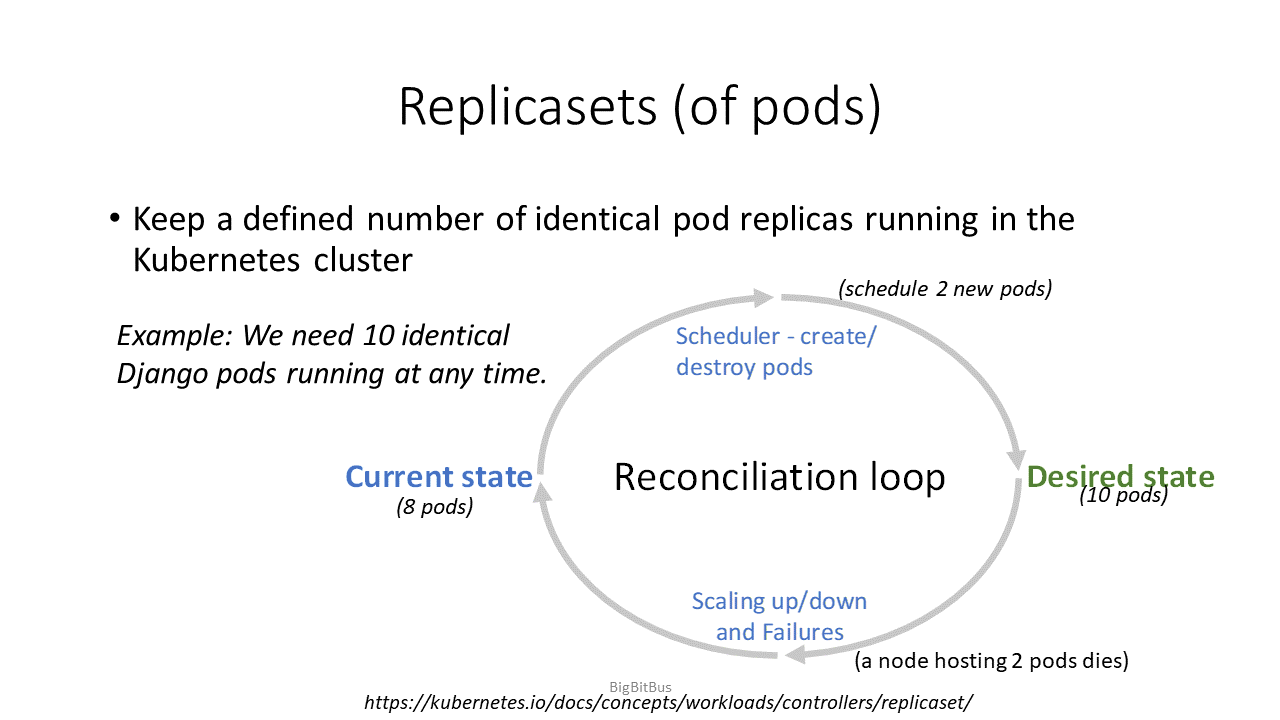 Replicasets (of pods)
• Keep a defined number of identical pod replicas running in the
Kubernetes cluster
(schedule 2 new pods)
Example: We need 10 identical
Django pods running at any time.
Scheduler - create/
destroy pods
Current state
(8 pods)
Reconciliation loop
Desired state
(10 pods)
Scaling up/down
and Failures
(a node hosting 2 pods dies)
BigBitBus
https://kubernetes.io/docs/concepts/workloads/controllers/replicaset/